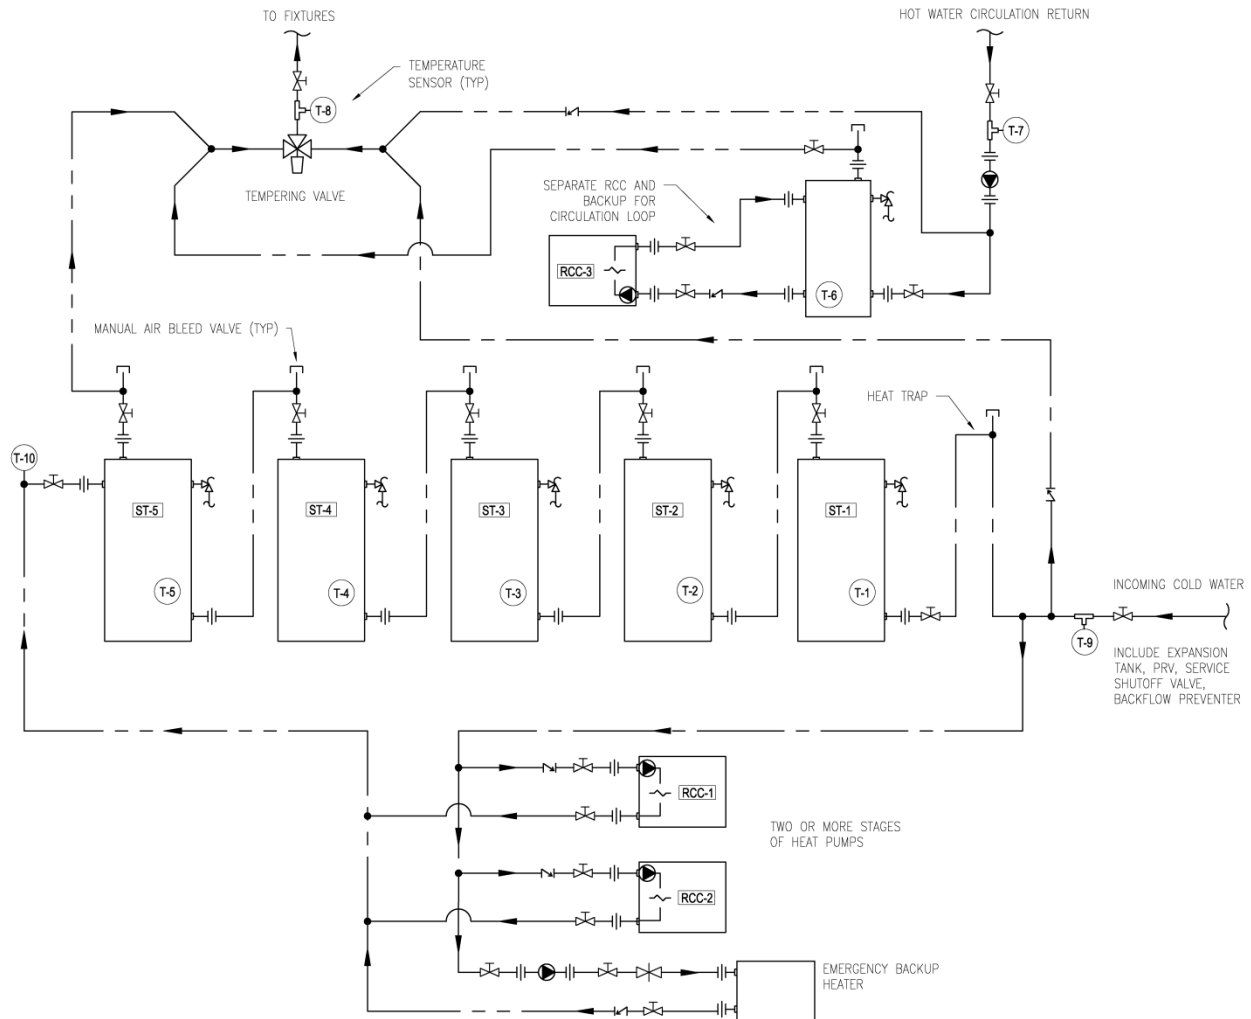 TO FIXTURES
HOT WATER CIRCULATION RETURN
TEMPERATURE
SENSOR (TYP)
T-8
T-7
TEMPERING VALVE
SEPARATE RCC AND
BACKUP FOR
CIRCULATION LOOP
RCC-3
T-6
MANUAL AIR BLEED VALVE (TYP)
HEAT TRAP
T-10
ST-5
ST-4
ST-3
ST-2
ST-1
T-5
T-4
T-3
T-2
T-1
INCOMING COLD WATER
T-9
INCLUDE EXPANSION
TANK, PRV, SERVICE
SHUTOFF VALVE,
BACKFLOW PREVENTER
RCC-1
TWO OR MORE STAGES
OF HEAT PUMPS
RCC-2
EMERGENCY BACKUP
HEATER